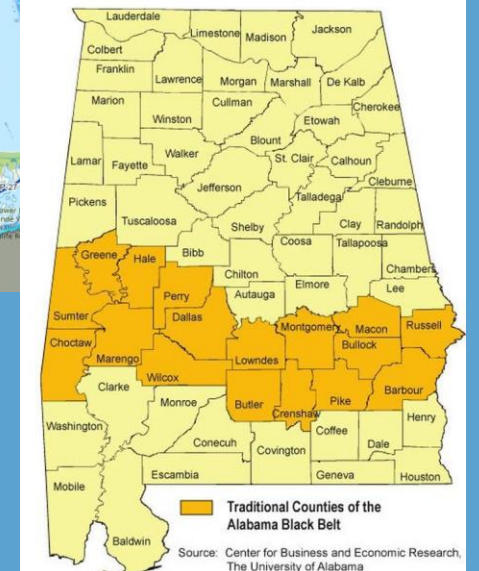 Lauderdale
Limestone
Madison
Jackson
Colbert
Franklin
Lawrence
Morgan
Marshall
De Kalb
Marion
Winston
Cullman
Cherokee
Etowah
Blount
Lamar
Fayette
Walker
St. Clair
Calhoun
Jefferson
Cleburne
Talladega
Pickens
Tuscaloosa
Shelby
Clay
Randolph
Bibb
Coosa
Tallapoosa
Greene
Hale
Chilton
Chambers
Perry
Autauga
Elmore
Lee
Sumter
Dallas
Montgomery
Macon
Russell
Choctaw
Marengo
Lowndes
Bullock
Wilcox
Clarke
Butler
Crenshaw
Pike
Barbour
Monroe
Washington
Conecuh
Covington
Coffee
Dale
Henry
Mobile
Escambia
Geneva
Houston
Baldwin
Traditional Counties of the
Alabama Black Belt
Source: Center for Business and Economic Research,
The University of Alabama